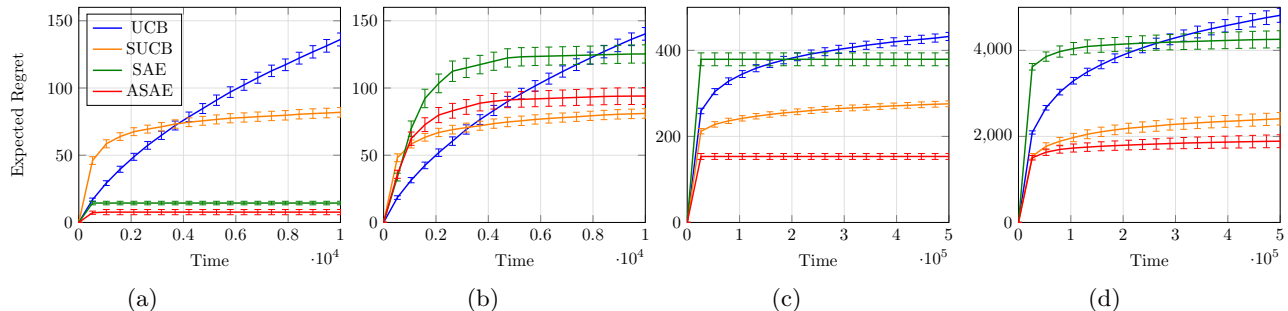 Expected Regret
150
100
50
0
UCB
SUCB
SAE
ASAE
0 0.2 0.4 0.6 0.8 1
Time ·10⁴
(a)
150
100
50
0
0 0.2 0.4 0.6 0.8 1
Time ·10⁴
(b)
400
200
0
0 1 2 3 4 5
Time ·10⁵
(c)
4,000
2,000
0
0 1 2 3 4 5
Time ·10⁵
(d)